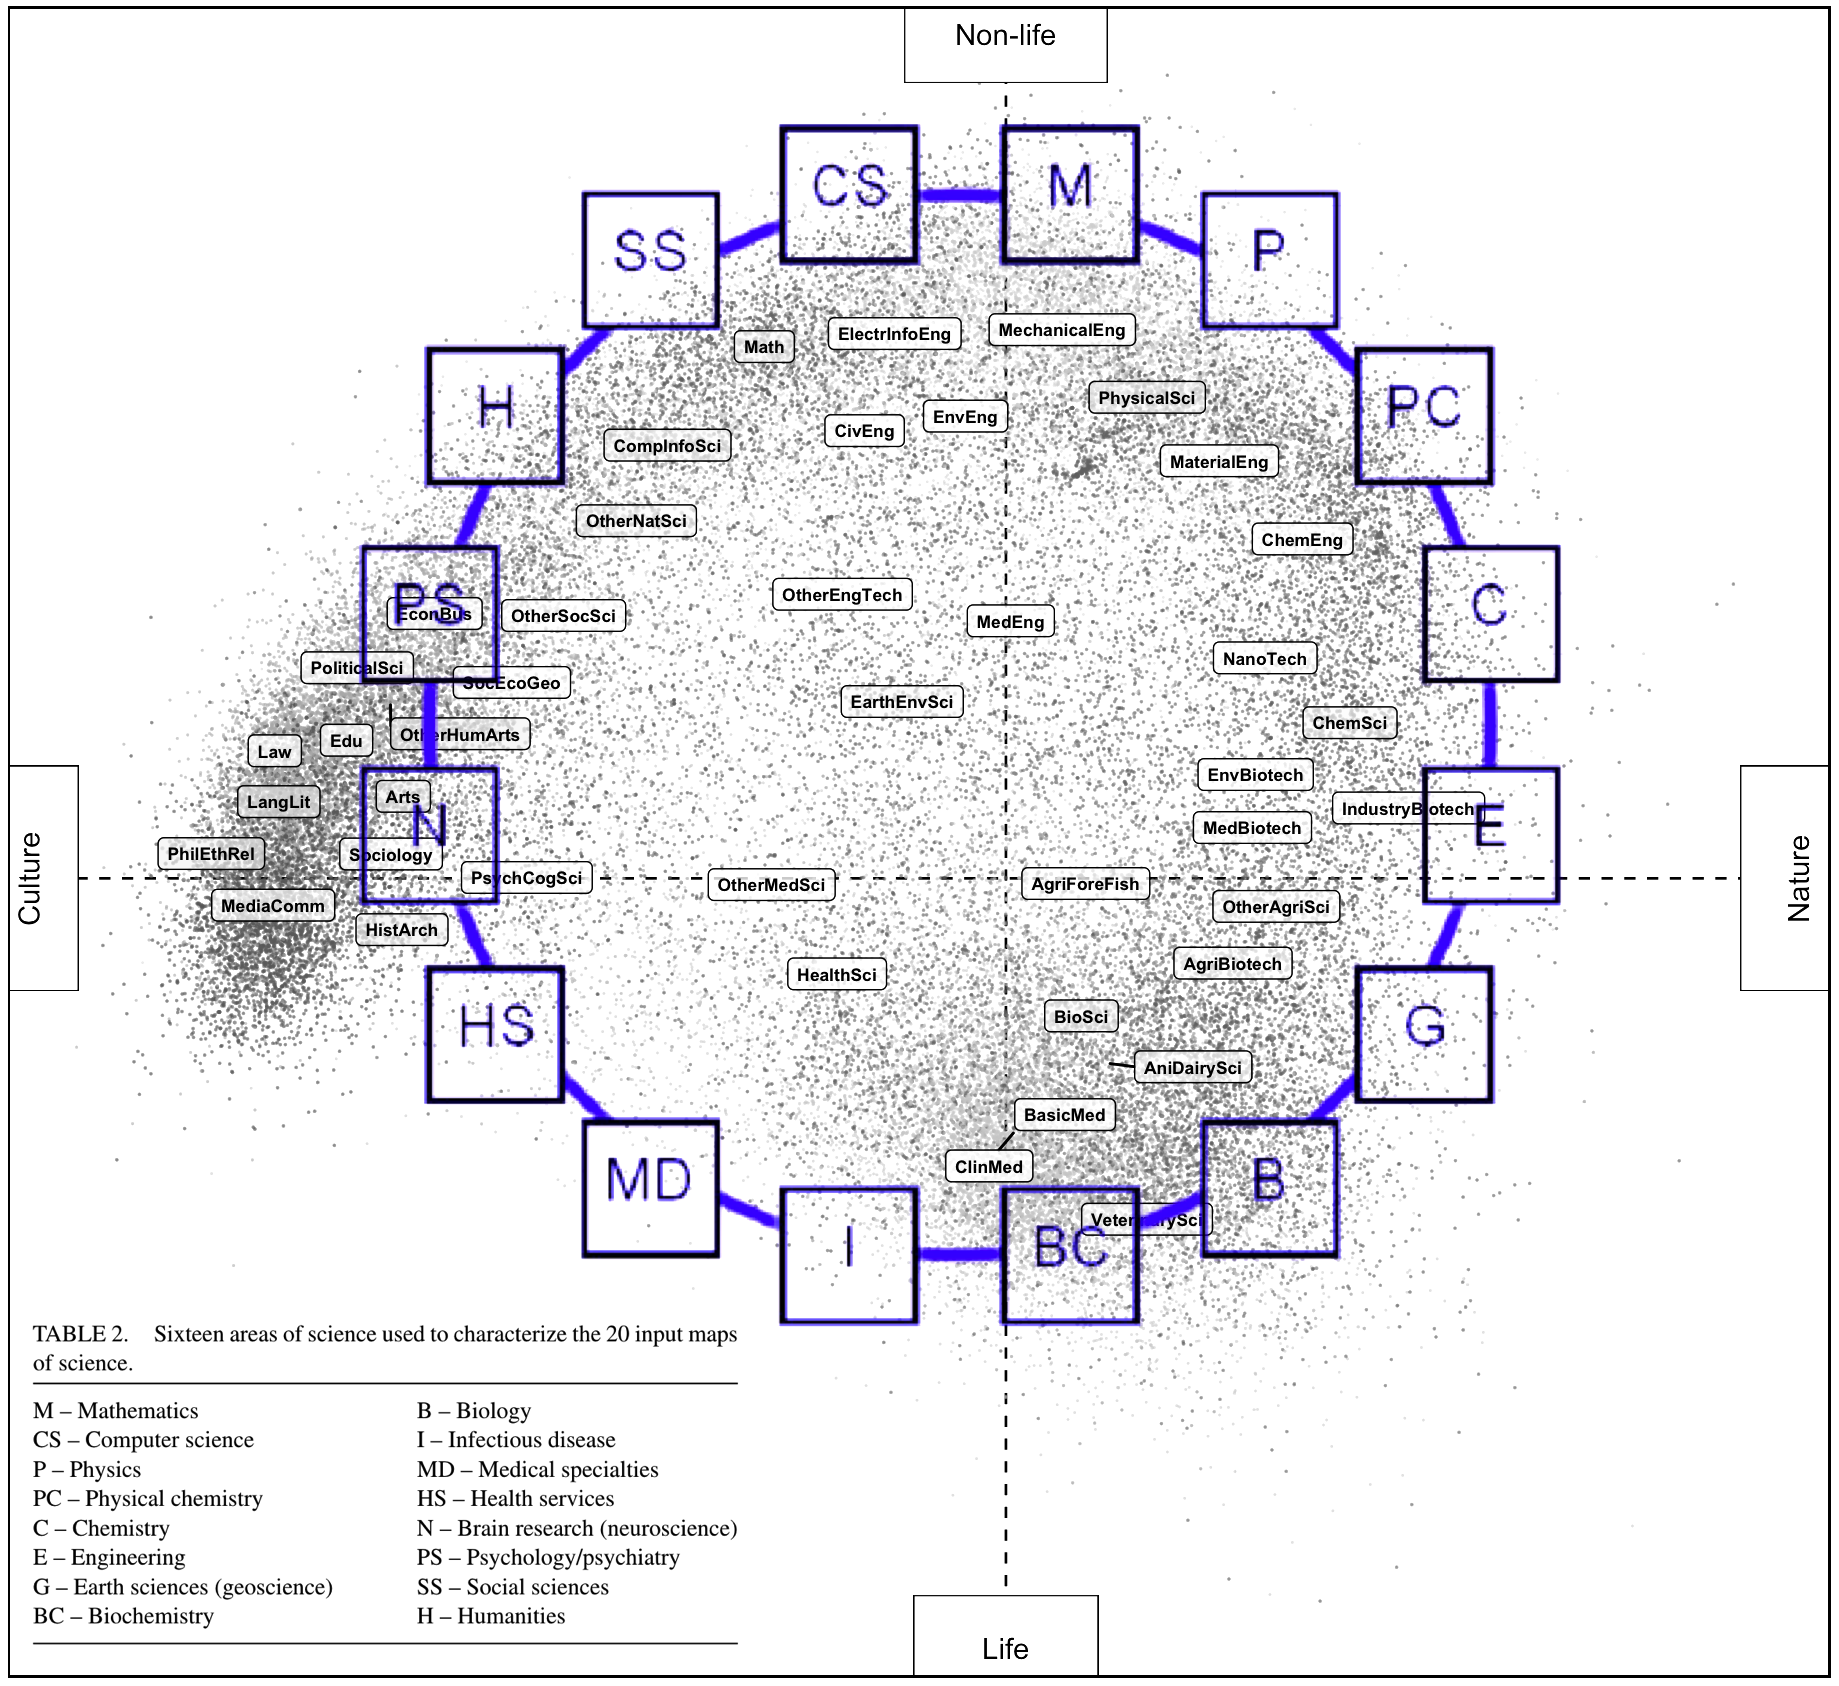 Non-life
CS
M
SS
P
ElectrInfoEng
MechanicalEng
Math
H
PhysicalSci
PC
EnvEng
CivEng
CompInfoSci
MaterialEng
OtherNatSci
ChemEng
OtherEngTech
PS
C
EconBus
OtherSocSci
MedEng
NanoTech
PoliticalSci
SocEcoGeo
EarthEnvSci
ChemSci
Law
Edu
OtherHumArts
EnvBiotech
LangLit
Arts
IndustryBiotech
N
MedBiotech
E
PhilEthRel
Sociology
Culture
Nature
PsychCogSci
OtherMedSci
AgriForeFish
MediaComm
OtherAgriSci
HistArch
HealthSci
AgriBiotech
HS
BioSci
G
AniDairySci
BasicMed
ClinMed
MD
B
VeterinarySci
I
BC
TABLE 2. Sixteen areas of science used to characterize the 20 input maps
of science.
M – Mathematics
CS – Computer science
P – Physics
PC – Physical chemistry
C – Chemistry
E – Engineering
G – Earth sciences (geoscience)
BC – Biochemistry
B – Biology
I – Infectious disease
MD – Medical specialties
HS – Health services
N – Brain research (neuroscience)
PS – Psychology/psychiatry
SS – Social sciences
H – Humanities
Life